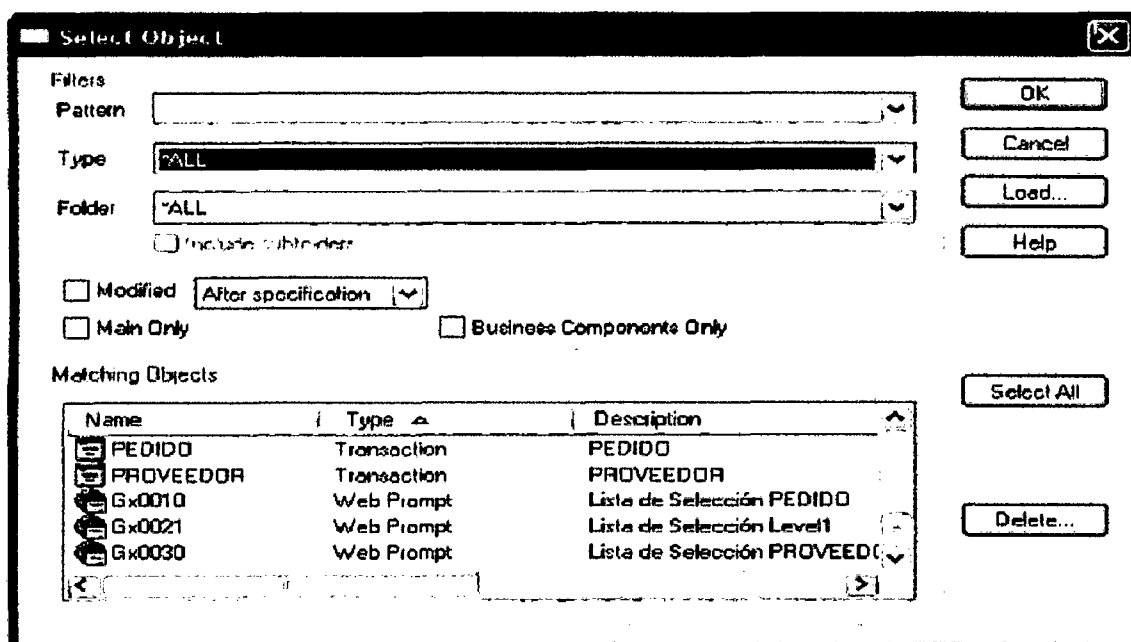 Select Object
Filters
Pattern
OK
Type *ALL
Cancel
Folder *ALL
Load...
Include subfolders
Help
Modified After specification
Main Only Business Components Only
Matching Objects
Select All
Name Type Description
PEDIDO Transaction PEDIDO
PROVEEDOR Transaction PROVEEDOR
Gx0010 Web Prompt Lista de Selección PEDIDO
Gx0021 Web Prompt Lista de Selección Level1
Delete...
Gx0030 Web Prompt Lista de Selección PROVEED